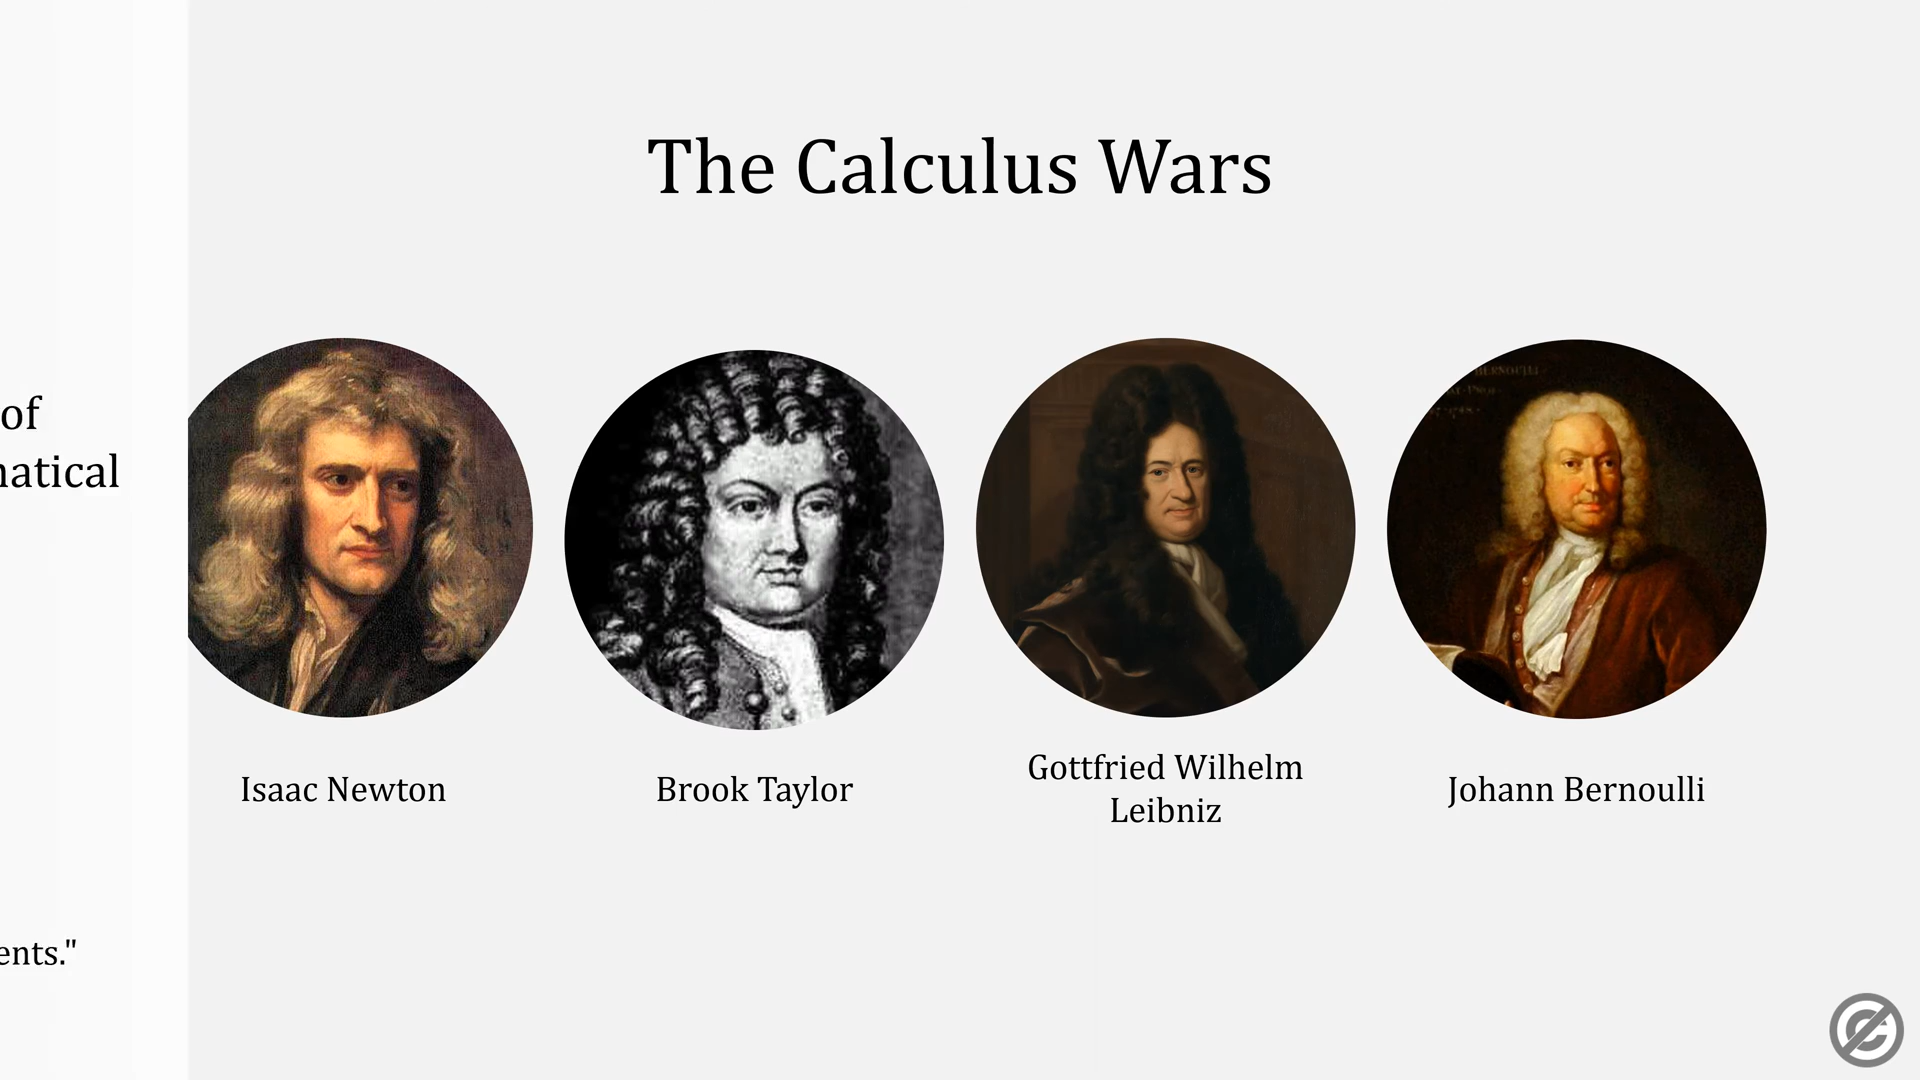 The Calculus Wars
of
matical
Isaac Newton
Brook Taylor
Gottfried Wilhelm
Leibniz
Johann Bernoulli
ents."